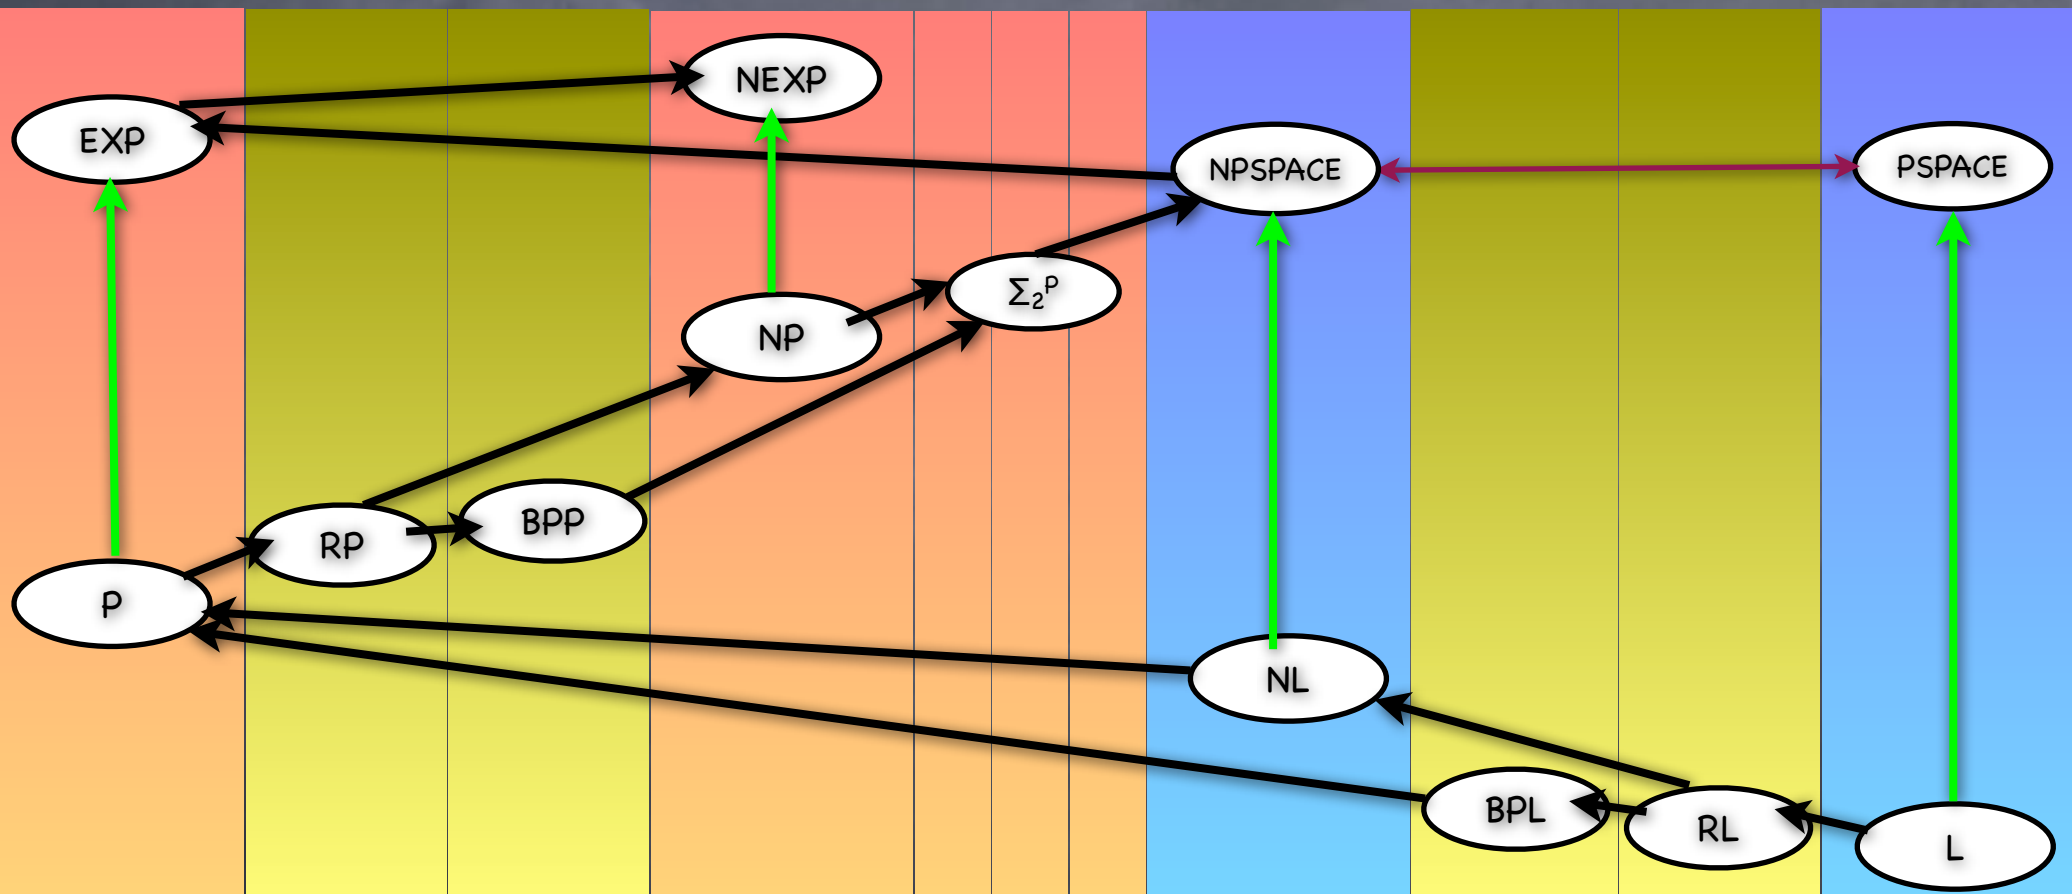 NEXP
EXP
NPSPACE
PSPACE
Σ₂ᴾ
NP
BPP
RP
P
NL
BPL
RL
L